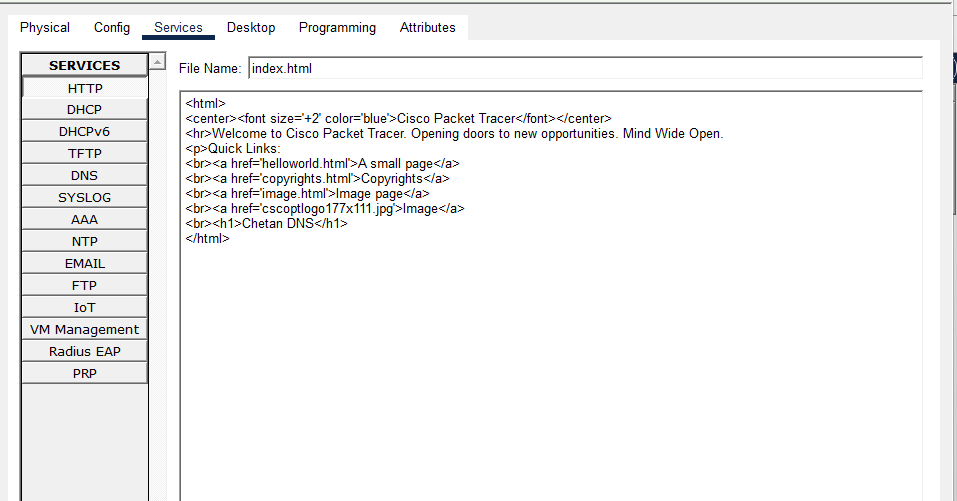 Physical Config Services Desktop Programming Attributes
SERVICES
HTTP
DHCP
DHCPv6
TFTP
DNS
SYSLOG
AAA
NTP
EMAIL
FTP
IoT
VM Management
Radius EAP
PRP
File Name: index.html
<html>
<center><font size='+2' color='blue'>Cisco Packet Tracer</font></center>
<hr>Welcome to Cisco Packet Tracer. Opening doors to new opportunities. Mind Wide Open.
<p>Quick Links:
<br><a href='helloworld.html'>A small page</a>
<br><a href='copyrights.html'>Copyrights</a>
<br><a href='image.html'>Image page</a>
<br><a href='cscoptlogo177x111.jpg'>Image</a>
<br><h1>Chetan DNS</h1>
</html>